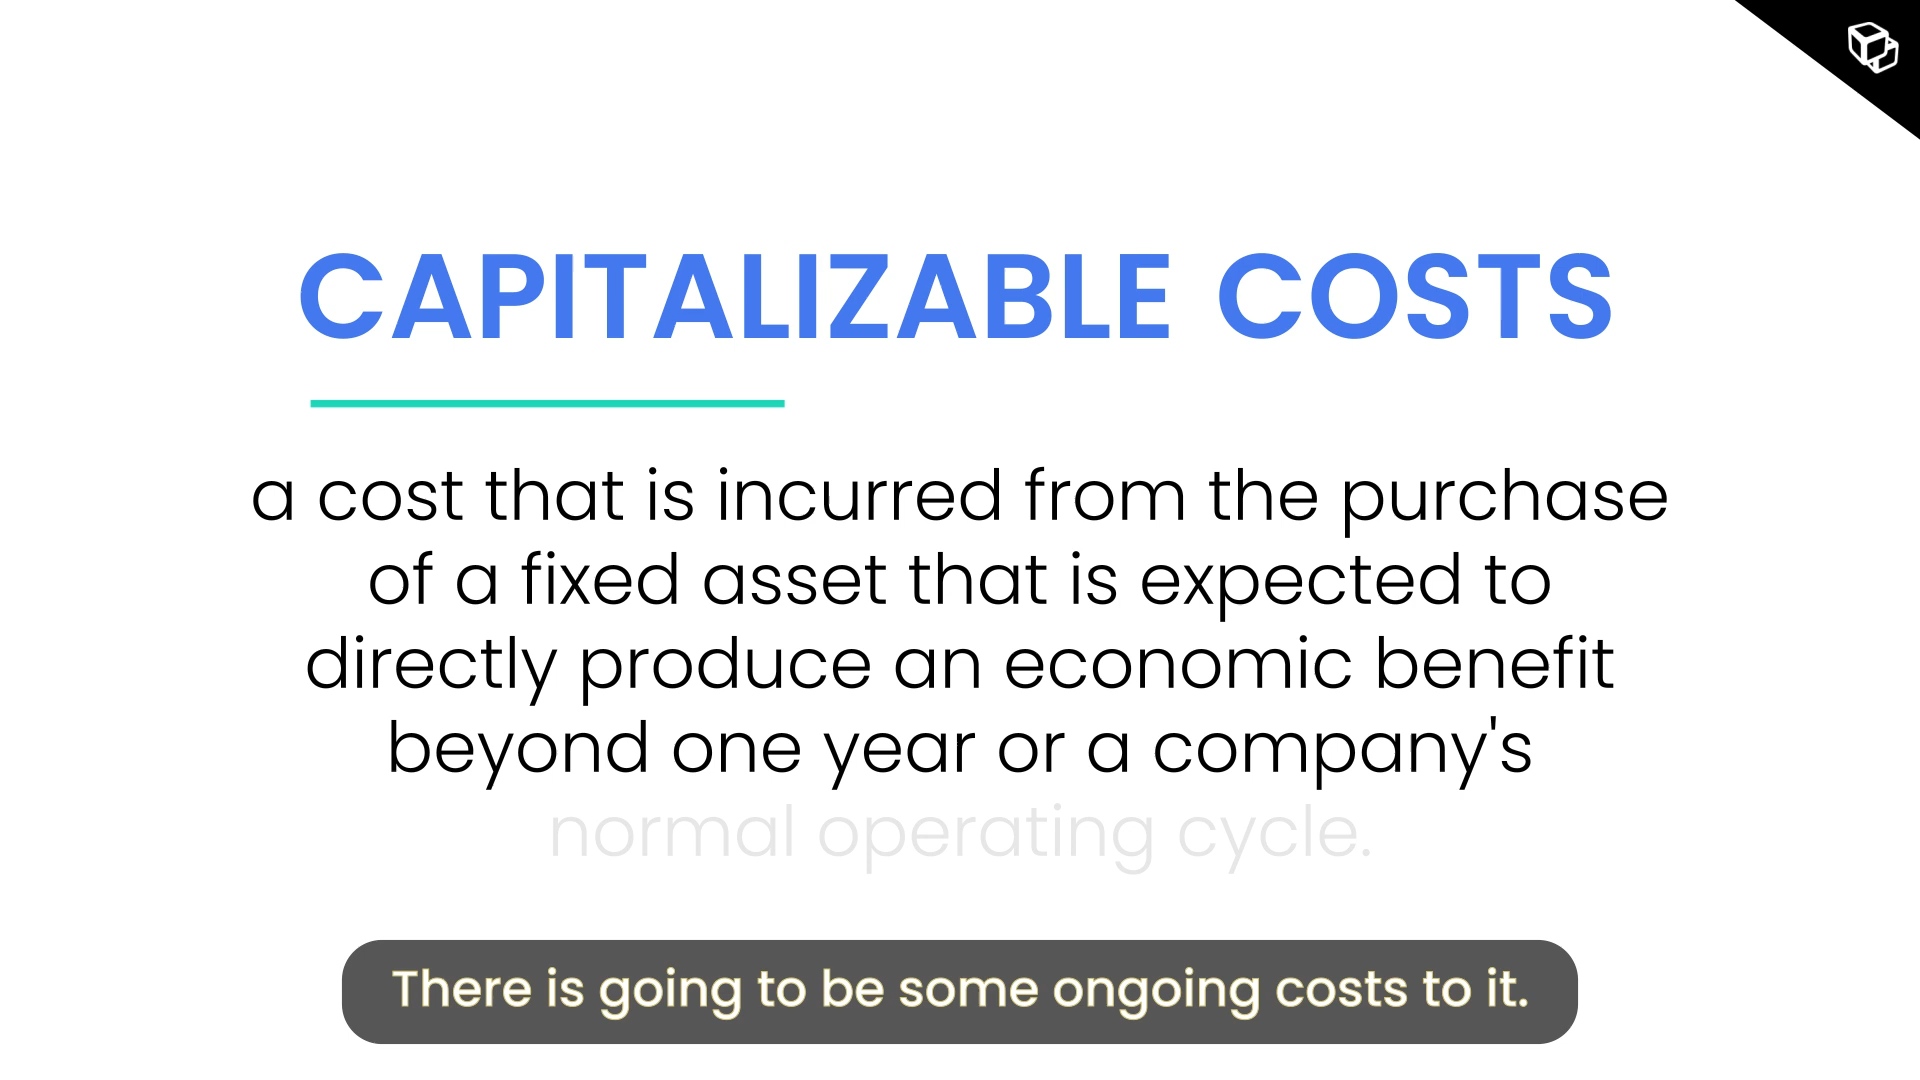 CAPITALIZABLE COSTS
a cost that is incurred from the purchase
of a fixed asset that is expected to
directly produce an economic benefit
beyond one year or a company's
normal operating cycle.
There is going to be some ongoing costs to it.